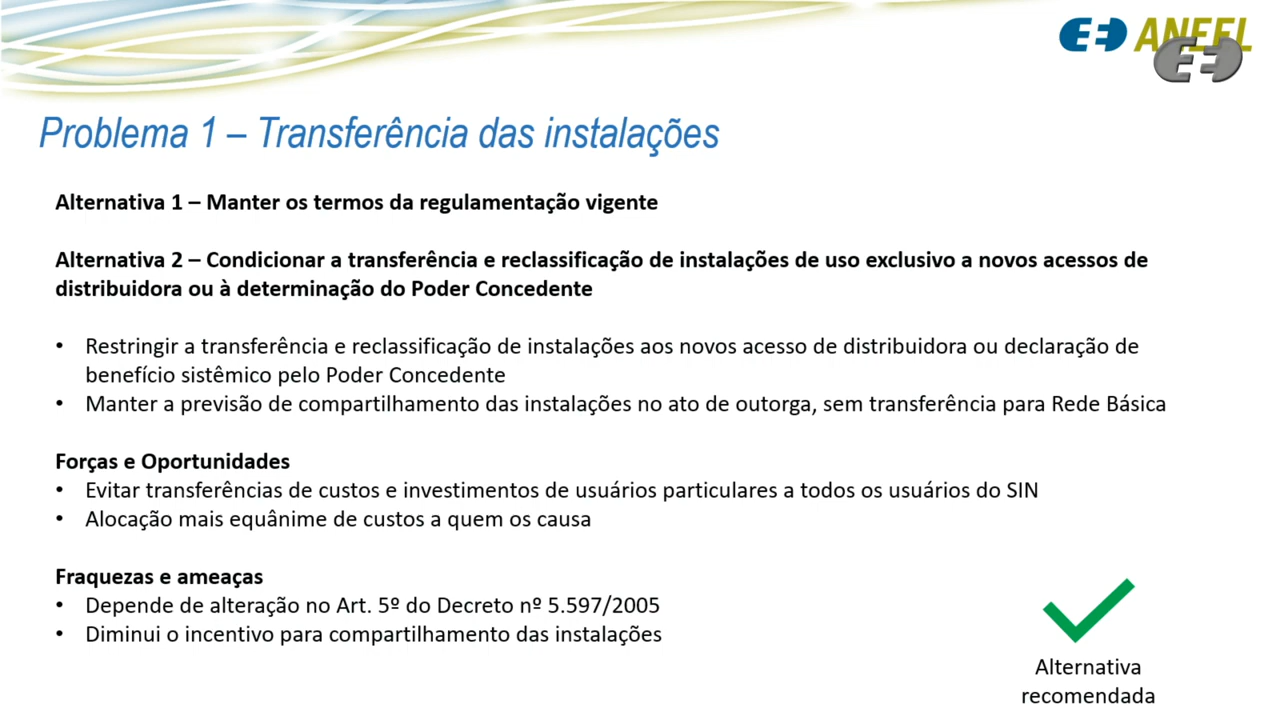 ANEEL
Problema 1 – Transferência das instalações
Alternativa 1 – Manter os termos da regulamentação vigente
Alternativa 2 – Condicionar a transferência e reclassificação de instalações de uso exclusivo a novos acessos de
distribuidora ou à determinação do Poder Concedente
• Restringir a transferência e reclassificação de instalações aos novos acesso de distribuidora ou declaração de
benefício sistêmico pelo Poder Concedente
• Manter a previsão de compartilhamento das instalações no ato de outorga, sem transferência para Rede Básica
Forças e Oportunidades
• Evitar transferências de custos e investimentos de usuários particulares a todos os usuários do SIN
• Alocação mais equânime de custos a quem os causa
Fraquezas e ameaças
• Depende de alteração no Art. 5º do Decreto nº 5.597/2005
• Diminui o incentivo para compartilhamento das instalações
Alternativa
recomendada